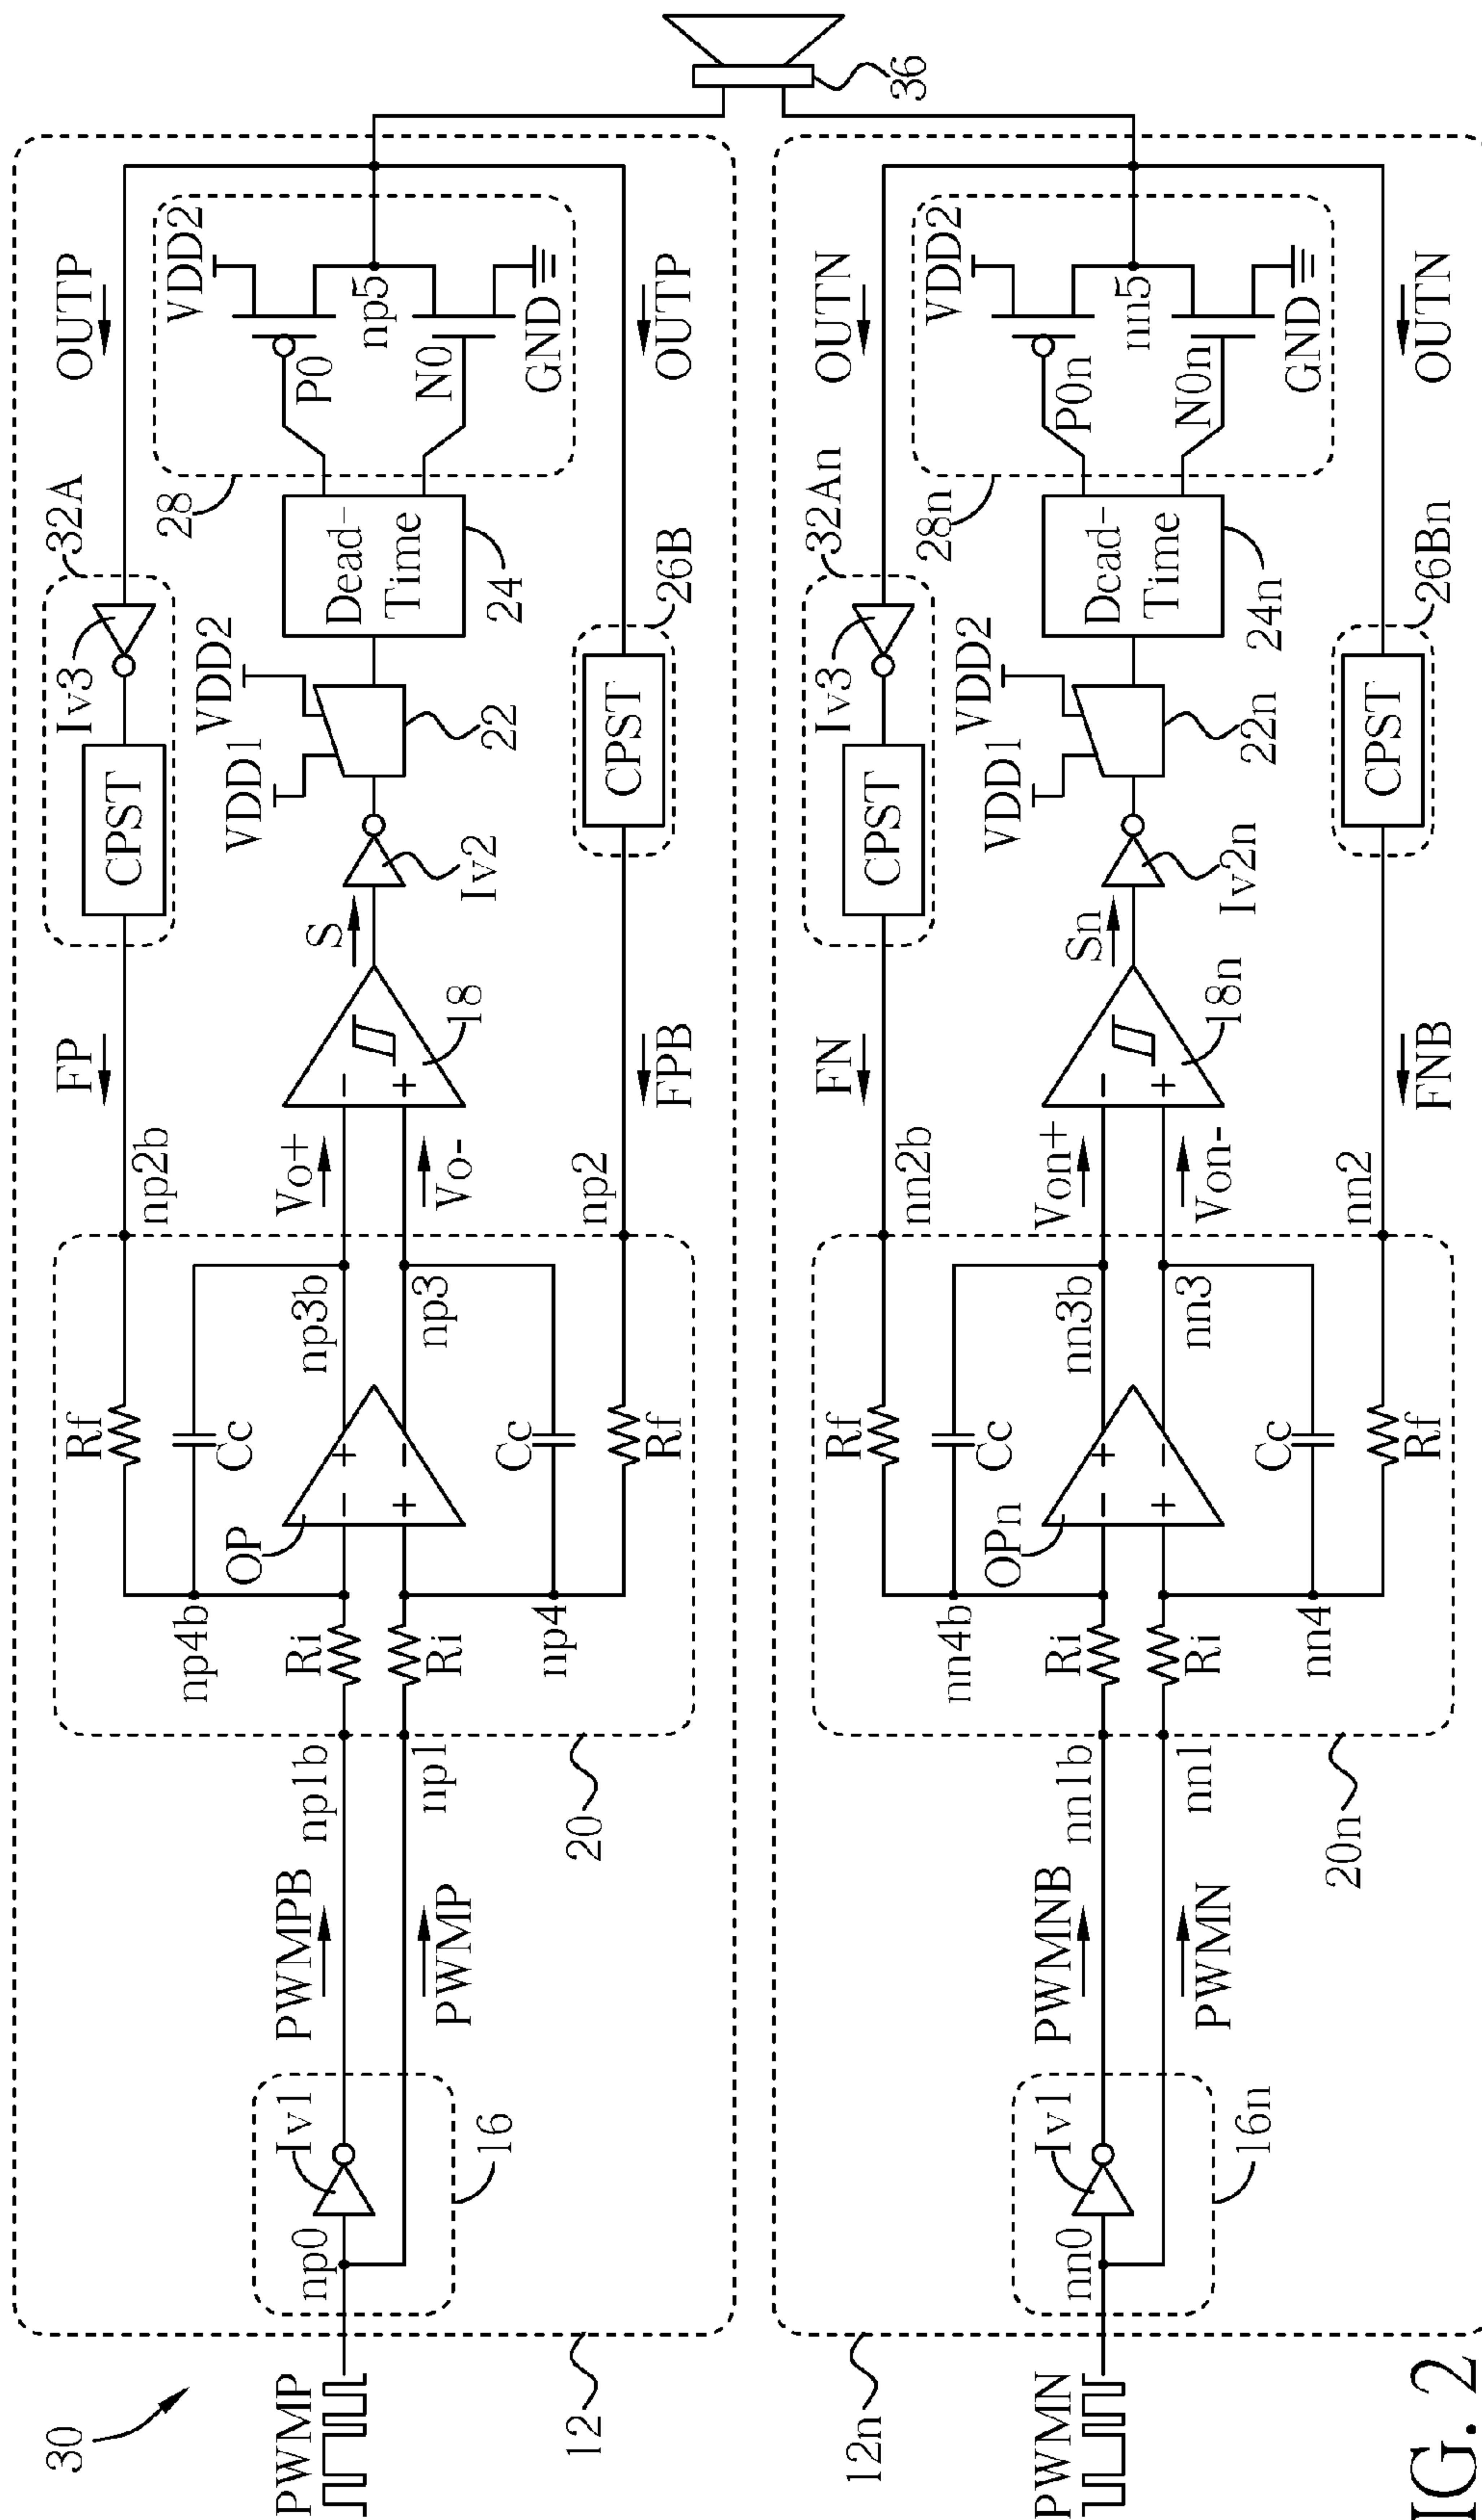 30
PWMP
12
16
np0
Iv1
PWMPB
PWMP
np1b
np1
20
Ri
Ri
np4b
np4
OP
Rf
Cc
Cc
Rf
- +
+ -
np3b
np3
np2b
np2
Vo+
Vo-
FP
FPB
-
+
18
S
Iv2
VDD1
VDD2
22
CPST
Iv3
32A
CPST
26B
Dead-
Time
24
28
P0
N0
VDD2
np5
GND
OUTP
OUTP
36
12n
PWMN
16n
nn0
Iv1
PWMNB
PWMN
nn1b
nn1
20n
Ri
Ri
nn4b
nn4
OPn
Rf
Cc
Cc
Rf
- +
+ -
nn3b
nn3
nn2b
nn2
Von+
Von-
FN
FNB
-
+
18n
Sn
Iv2n
VDD1
VDD2
22n
CPST
Iv3
32An
CPST
26Bn
Dead-
Time
24n
28n
P0n
N0n
VDD2
nn5
GND
OUTN
OUTN
IG. 2